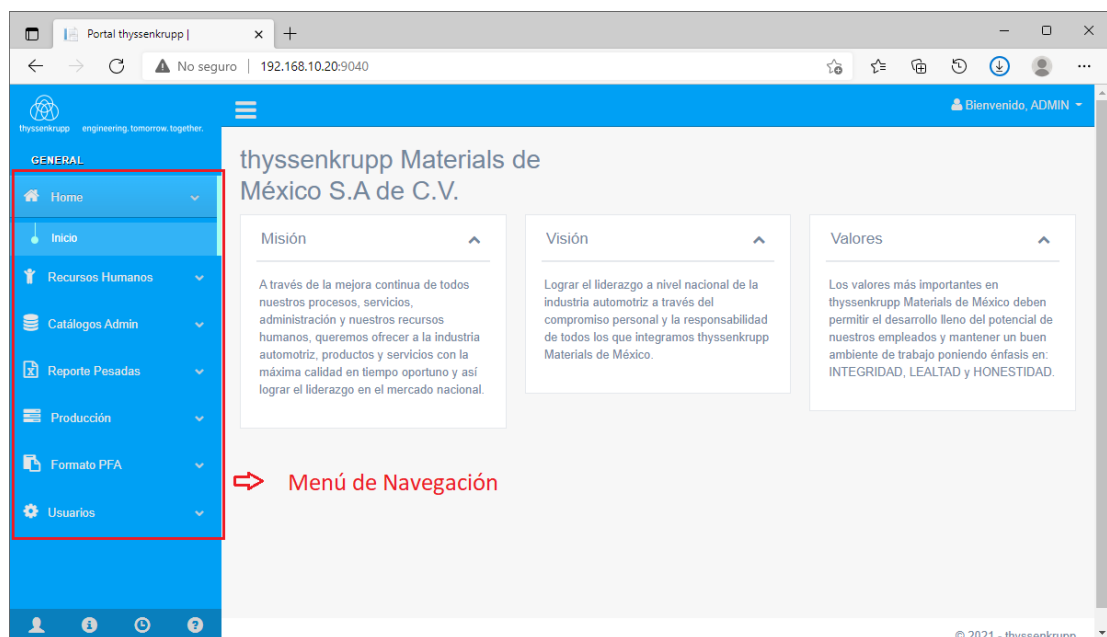 Portal thyssenkrupp |
No seguro | 192.168.10.20:9040
thyssenkrupp engineering. tomorrow. together.
Bienvenido, ADMIN
GENERAL
Home
Inicio
Recursos Humanos
Catálogos Admin
Reporte Pesadas
Producción
Formato PFA
Usuarios
thyssenkrupp Materials de
México S.A de C.V.
Misión
A través de la mejora continua de todos
nuestros procesos, servicios,
administración y nuestros recursos
humanos, queremos ofrecer a la industria
automotriz, productos y servicios con la
máxima calidad en tiempo oportuno y así
lograr el liderazgo en el mercado nacional.
Visión
Lograr el liderazgo a nivel nacional de la
industria automotriz a través del
compromiso personal y la responsabilidad
de todos los que integramos thyssenkrupp
Materials de México.
Valores
Los valores más importantes en
thyssenkrupp Materials de México deben
permitir el desarrollo lleno del potencial de
nuestros empleados y mantener un buen
ambiente de trabajo poniendo énfasis en:
INTEGRIDAD, LEALTAD y HONESTIDAD.
Menú de Navegación
© 2021 - thyssenkrupp